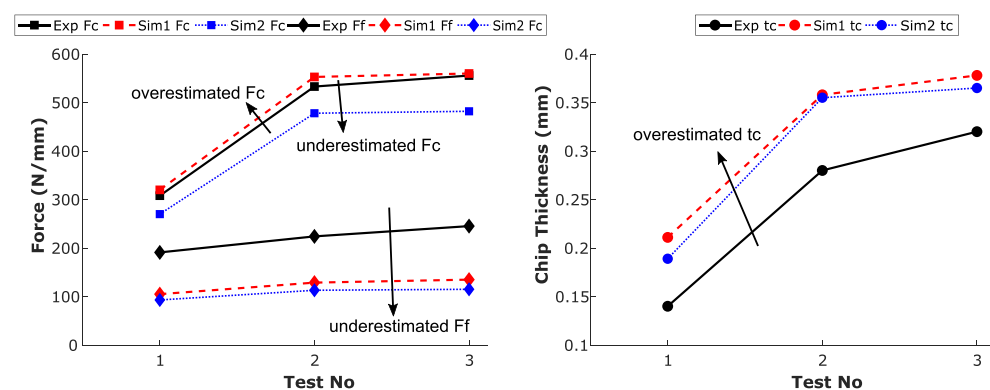 Exp Fc Sim1 Fc Sim2 Fc Exp Ff Sim1 Ff Sim2 Ff
600
500
400
300
200
100
0
Force (N/mm)
overestimated Fc
underestimated Fc
underestimated Ff
1 2 3
Test No
Exp tc Sim1 tc Sim2 tc
0.4
0.35
0.3
0.25
0.2
0.15
0.1
Chip Thickness (mm)
overestimated tc
1 2 3
Test No